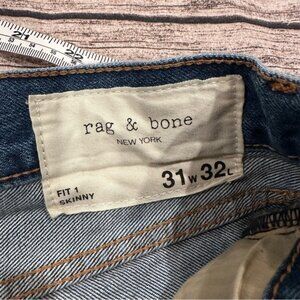 rag & bone
NEW YORK
FIT 1
SKINNY
31W 32L